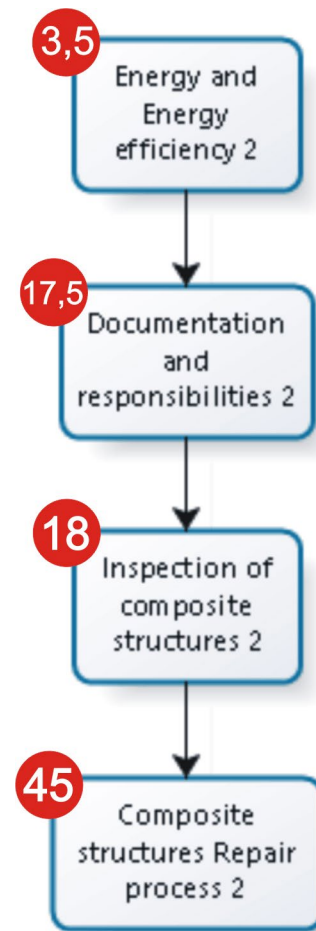 3,5
Energy and
Energy
efficiency 2
17,5
Documentation
and
responsibilities 2
18
Inspection of
composite
structures 2
45
Composite
structures Repair
process 2